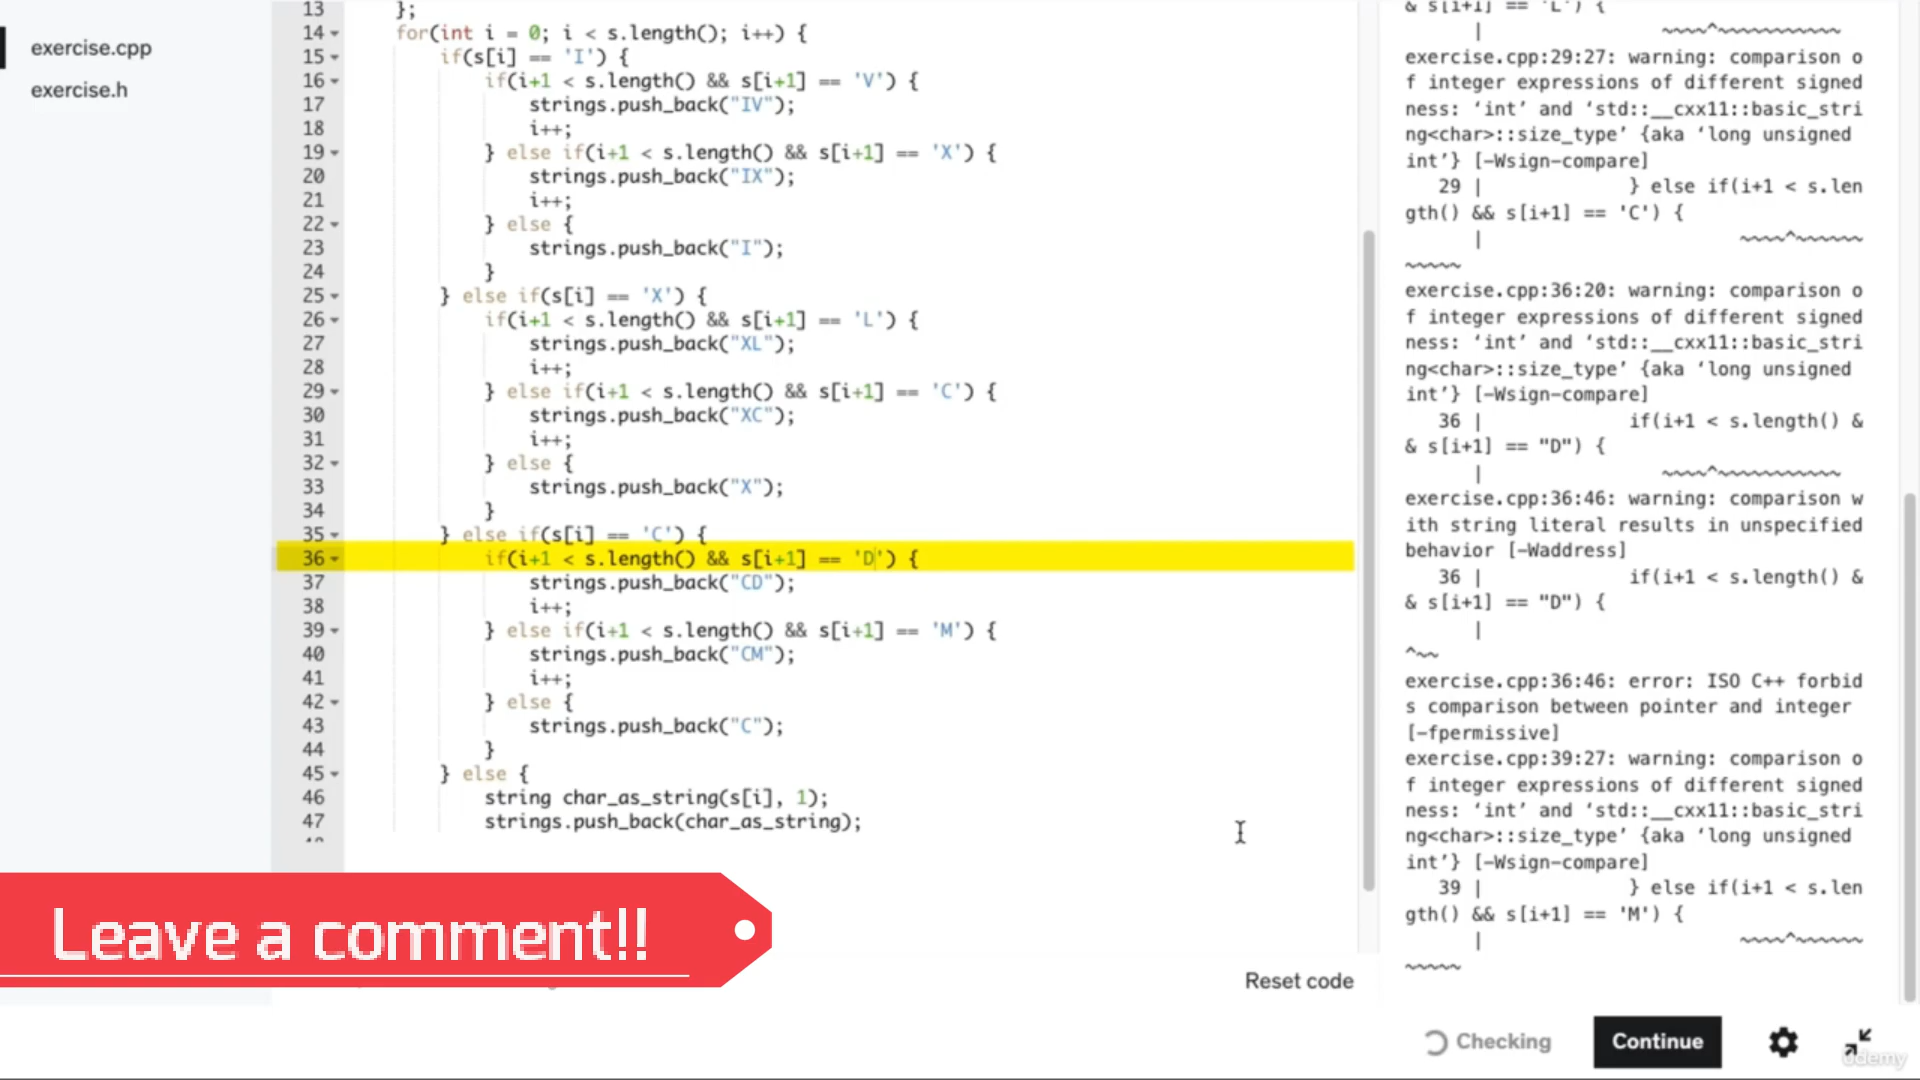 exercise.cpp
exercise.h
13 };
14 for(int i = 0; i < s.length(); i++) {
15 if(s[i] == 'I') {
16 if(i+1 < s.length() && s[i+1] == 'V') {
17 strings.push_back("IV");
18 i++;
19 } else if(i+1 < s.length() && s[i+1] == 'X') {
20 strings.push_back("IX");
21 i++;
22 } else {
23 strings.push_back("I");
24 }
25 } else if(s[i] == 'X') {
26 if(i+1 < s.length() && s[i+1] == 'L') {
27 strings.push_back("XL");
28 i++;
29 } else if(i+1 < s.length() && s[i+1] == 'C') {
30 strings.push_back("XC");
31 i++;
32 } else {
33 strings.push_back("X");
34 }
35 } else if(s[i] == 'C') {
36 if(i+1 < s.length() && s[i+1] == 'D') {
37 strings.push_back("CD");
38 i++;
39 } else if(i+1 < s.length() && s[i+1] == 'M') {
40 strings.push_back("CM");
41 i++;
42 } else {
43 strings.push_back("C");
44 }
45 } else {
46 string char_as_string(s[i], 1);
47 strings.push_back(char_as_string);
& s[i+1] == 'L') {
| ~~~~^~~~~~~~~~~~
exercise.cpp:29:27: warning: comparison o
f integer expressions of different signed
ness: ‘int’ and ‘std::__cxx11::basic_stri
ng<char>::size_type’ {aka ‘long unsigned
int’} [-Wsign-compare]
29 | } else if(i+1 < s.len
gth() && s[i+1] == 'C') {
| ~~~~^~~~~~~
~~~~~
exercise.cpp:36:20: warning: comparison o
f integer expressions of different signed
ness: ‘int’ and ‘std::__cxx11::basic_stri
ng<char>::size_type’ {aka ‘long unsigned
int’} [-Wsign-compare]
36 | if(i+1 < s.length() &
& s[i+1] == "D") {
| ~~~~^~~~~~~~~~~~
exercise.cpp:36:46: warning: comparison w
ith string literal results in unspecified
behavior [-Waddress]
36 | if(i+1 < s.length() &
& s[i+1] == "D") {
|
^~~
exercise.cpp:36:46: error: ISO C++ forbid
s comparison between pointer and integer
[-fpermissive]
exercise.cpp:39:27: warning: comparison o
f integer expressions of different signed
ness: ‘int’ and ‘std::__cxx11::basic_stri
ng<char>::size_type’ {aka ‘long unsigned
int’} [-Wsign-compare]
39 | } else if(i+1 < s.len
gth() && s[i+1] == 'M') {
| ~~~~^~~~~~~
~~~~~
Leave a comment!!
Reset code
Checking
Continue
udemy